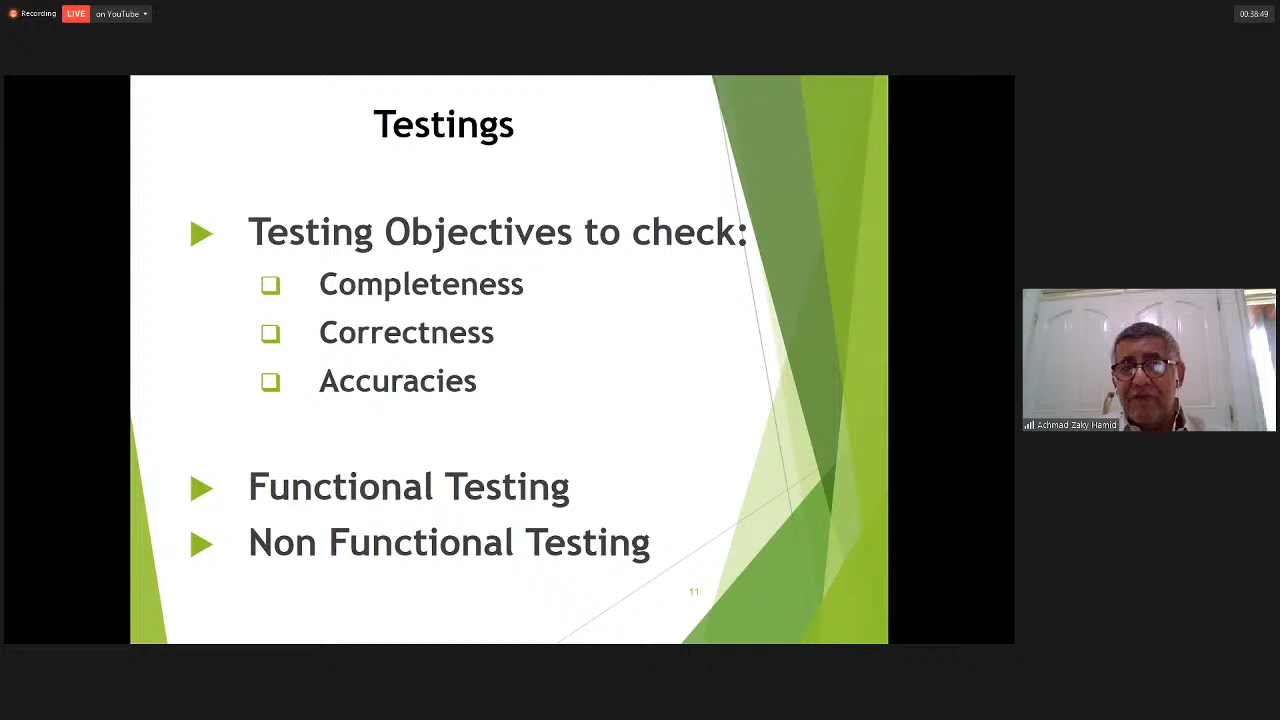 Recording
LIVE on YouTube
00:38:49
Testings
Testing Objectives to check:
Completeness
Correctness
Accuracies
Functional Testing
Non Functional Testing
11
Achmad Zaky Hamid